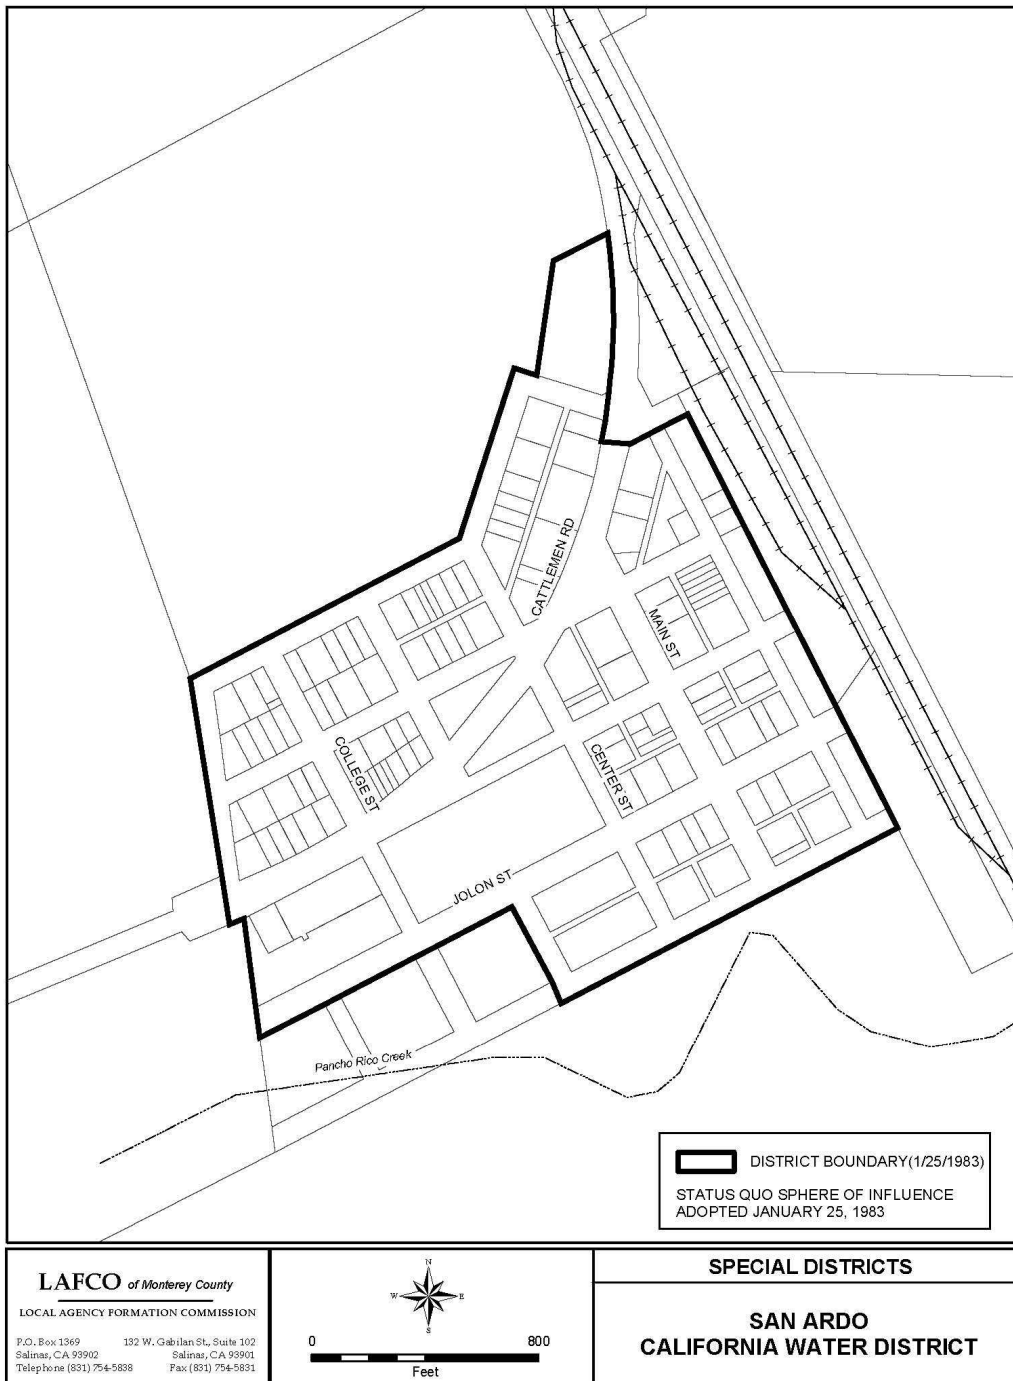 CATTLEMEN RD
MAIN ST
COLLEGE ST
CENTER ST
JOLON ST
Pancho Rico Creek
DISTRICT BOUNDARY(1/25/1983)
STATUS QUO SPHERE OF INFLUENCE
ADOPTED JANUARY 25, 1983
LAFCO of Monterey County
LOCAL AGENCY FORMATION COMMISSION
P.O. Box 1369 132 W. Gabilan St., Suite 102
Salinas, CA 93902 Salinas, CA 93901
Telephone (831) 754-5838 Fax (831) 754-5831
N
W E
S
0 800
Feet
SPECIAL DISTRICTS
SAN ARDO
CALIFORNIA WATER DISTRICT